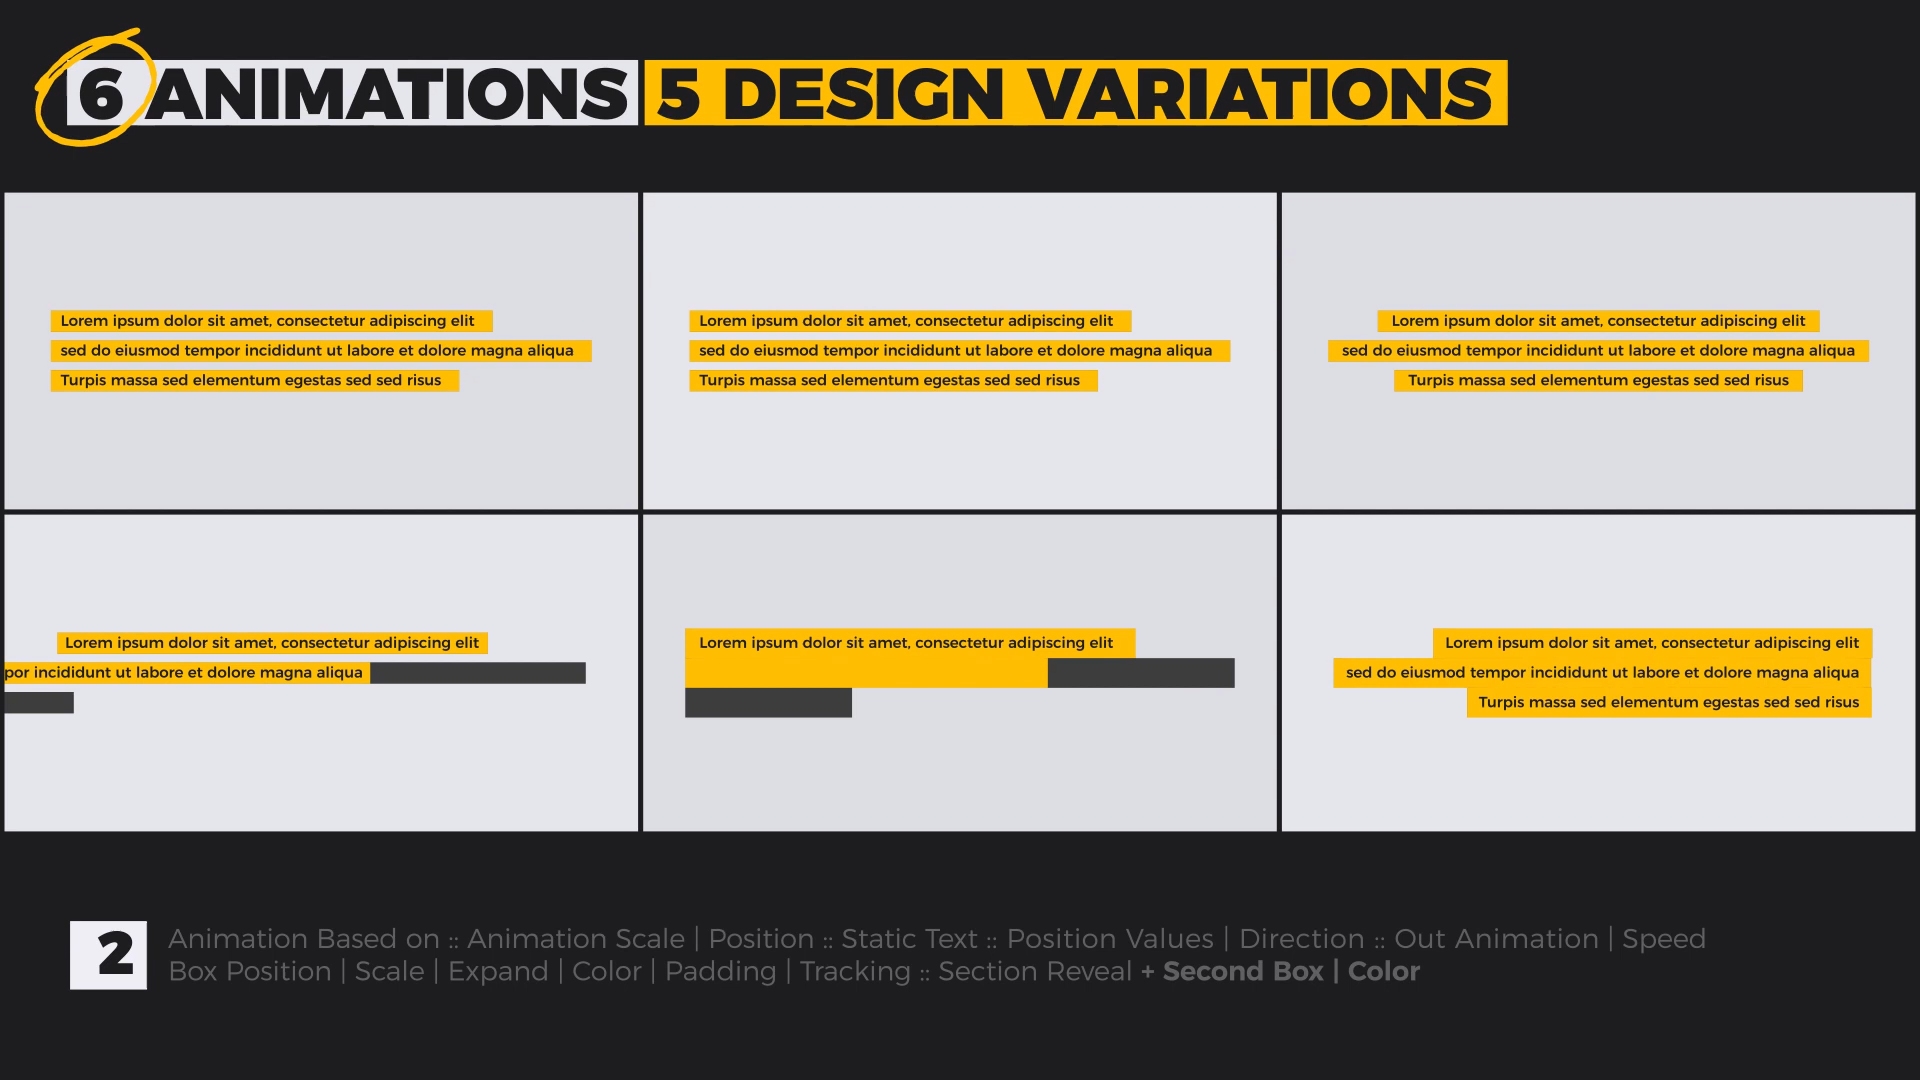 6 ANIMATIONS 5 DESIGN VARIATIONS
Lorem ipsum dolor sit amet, consectetur adipiscing elit
sed do eiusmod tempor incididunt ut labore et dolore magna aliqua
Turpis massa sed elementum egestas sed sed risus
Lorem ipsum dolor sit amet, consectetur adipiscing elit
sed do eiusmod tempor incididunt ut labore et dolore magna aliqua
Turpis massa sed elementum egestas sed sed risus
Lorem ipsum dolor sit amet, consectetur adipiscing elit
sed do eiusmod tempor incididunt ut labore et dolore magna aliqua
Turpis massa sed elementum egestas sed sed risus
Lorem ipsum dolor sit amet, consectetur adipiscing elit
por incididunt ut labore et dolore magna aliqua
Lorem ipsum dolor sit amet, consectetur adipiscing elit
Lorem ipsum dolor sit amet, consectetur adipiscing elit
sed do eiusmod tempor incididunt ut labore et dolore magna aliqua
Turpis massa sed elementum egestas sed sed risus
2
Animation Based on :: Animation Scale | Position :: Static Text :: Position Values | Direction :: Out Animation | Speed
Box Position | Scale | Expand | Color | Padding | Tracking :: Section Reveal + Second Box | Color